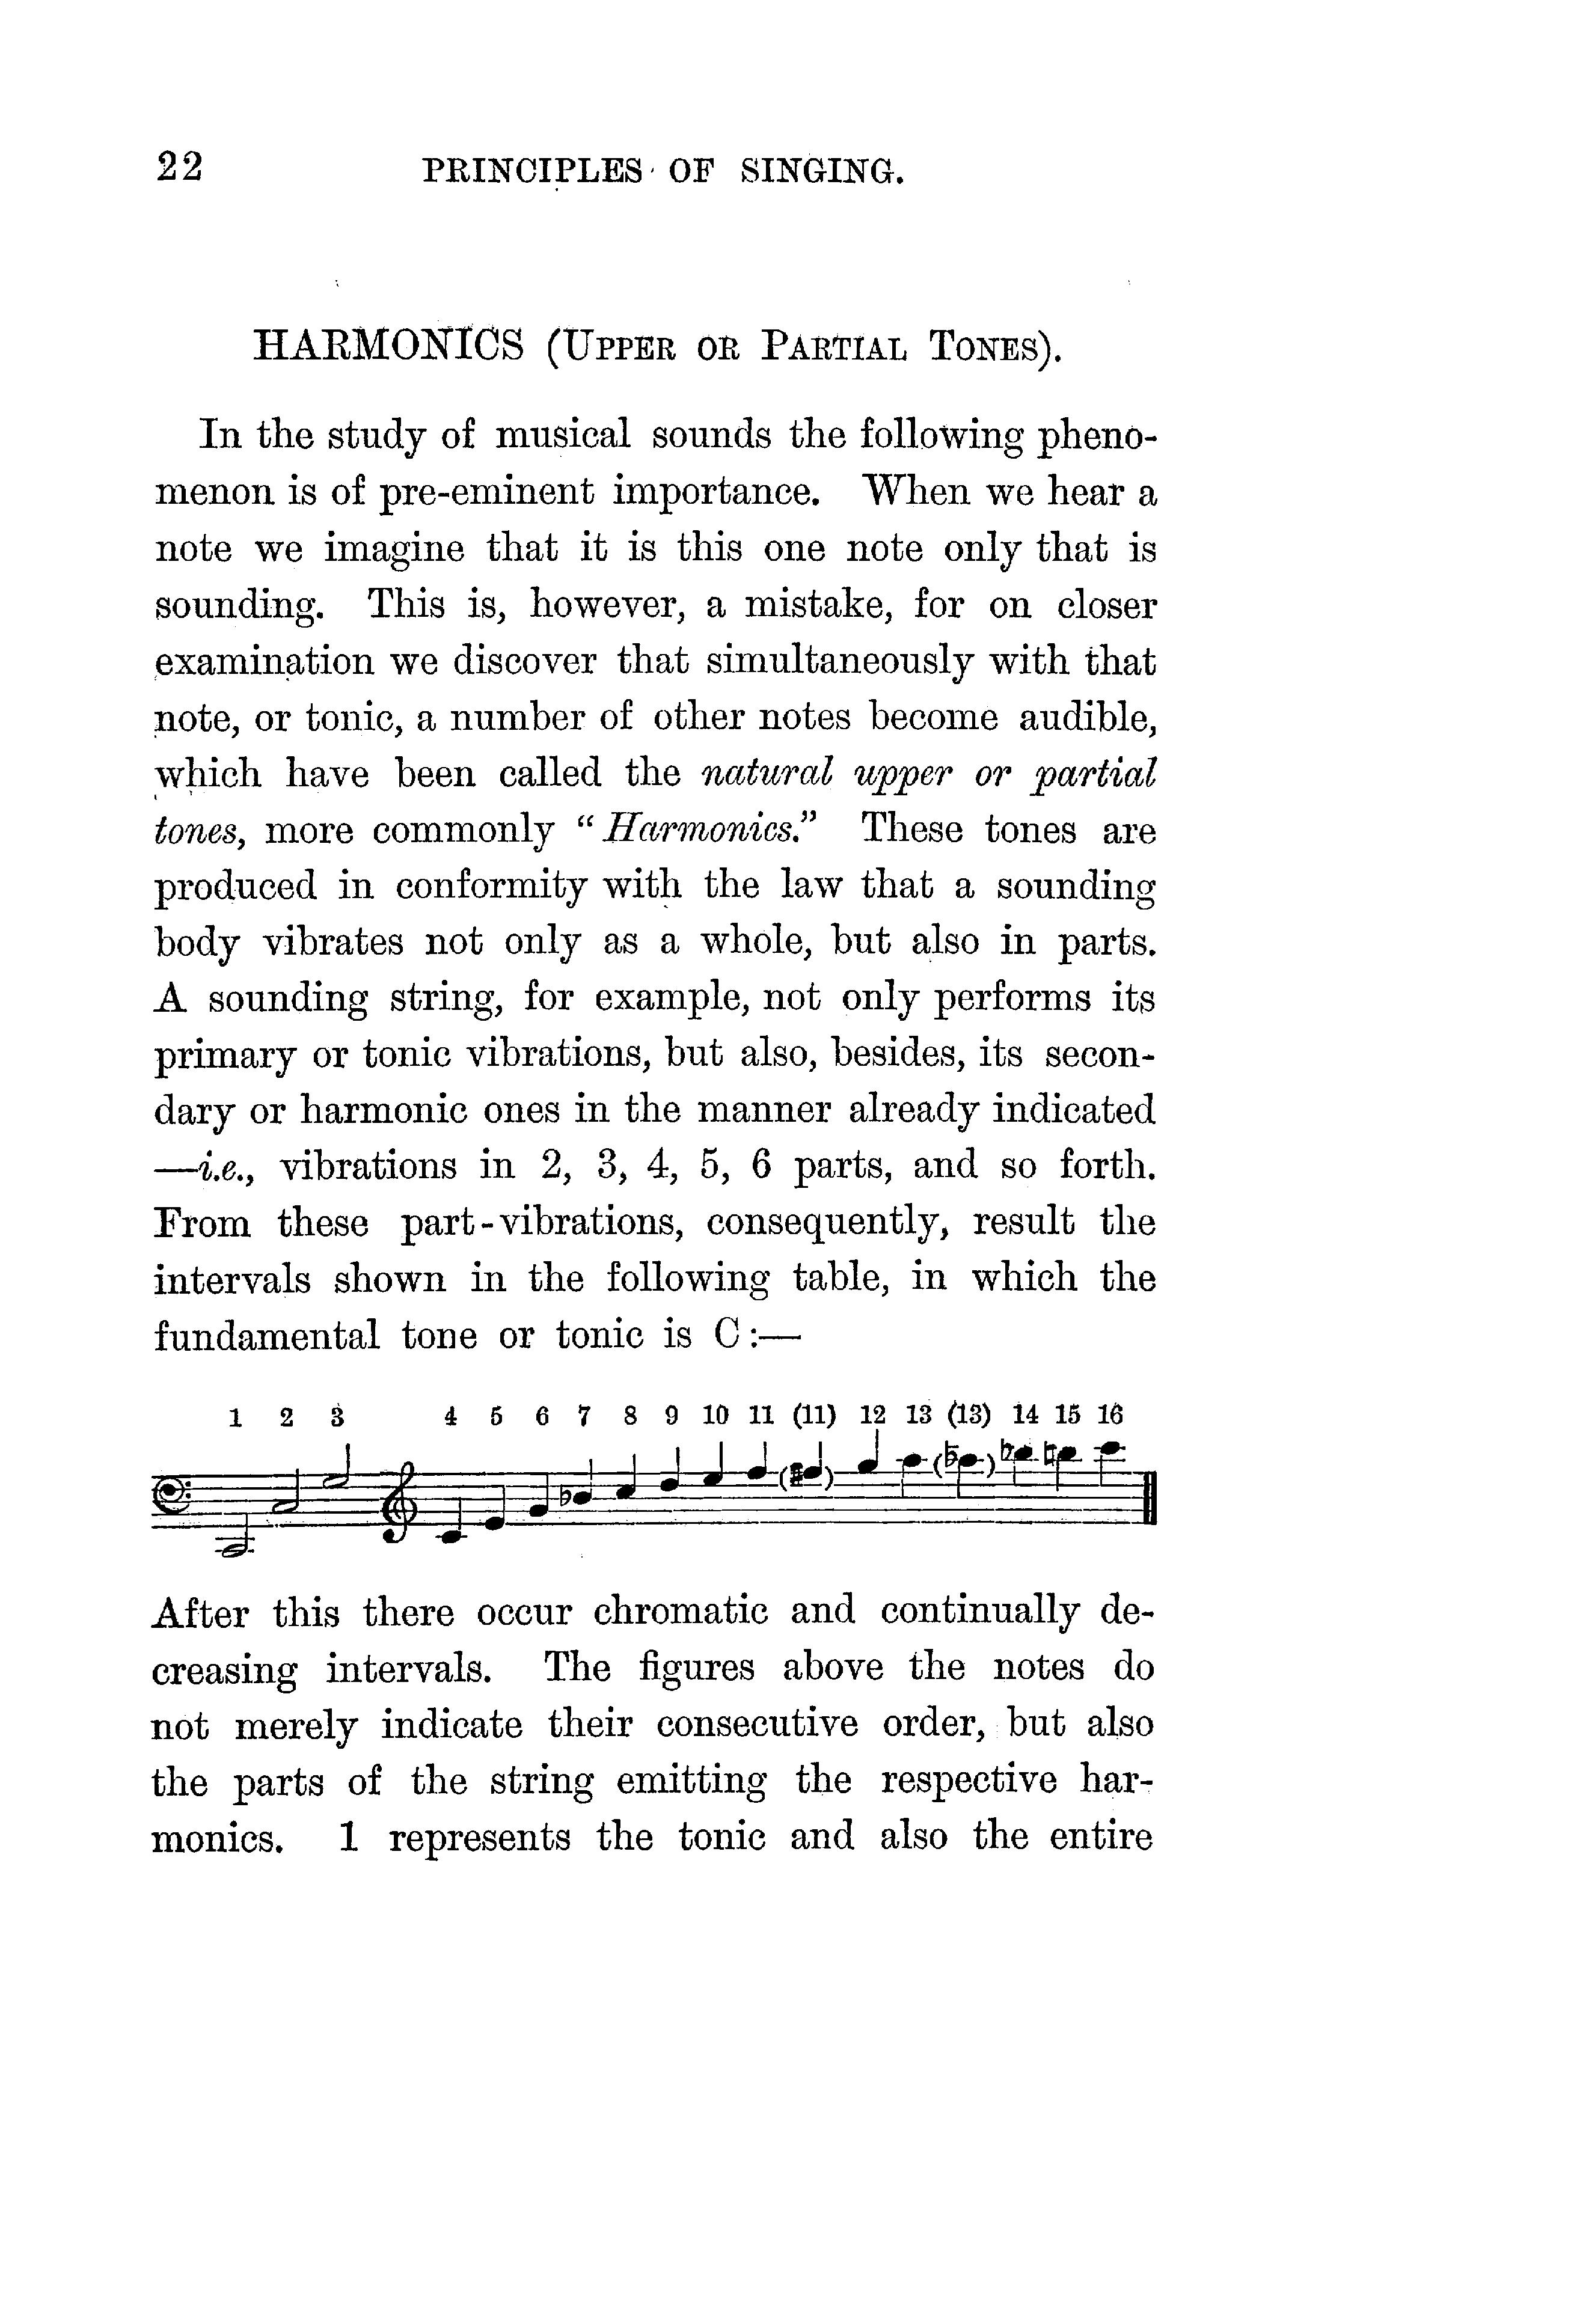 22 PRINCIPLES OF SINGING.
HARMONICS (UPPER OR PARTIAL TONES).
In the study of musical sounds the following pheno-
menon is of pre-eminent importance. When we hear a
note we imagine that it is this one note only that is
sounding. This is, however, a mistake, for on closer
examination we discover that simultaneously with that
note, or tonic, a number of other notes become audible,
which have been called the natural upper or partial
tones, more commonly “Harmonics.” These tones are
produced in conformity with the law that a sounding
body vibrates not only as a whole, but also in parts.
A sounding string, for example, not only performs its
primary or tonic vibrations, but also, besides, its secon-
dary or harmonic ones in the manner already indicated
—i.e., vibrations in 2, 3, 4, 5, 6 parts, and so forth.
From these part-vibrations, consequently, result the
intervals shown in the following table, in which the
fundamental tone or tonic is C:—
1 2 3 4 5 6 7 8 9 10 11 (11) 12 13 (13) 14 15 16
After this there occur chromatic and continually de-
creasing intervals. The figures above the notes do
not merely indicate their consecutive order, but also
the parts of the string emitting the respective har-
monics. 1 represents the tonic and also the entire